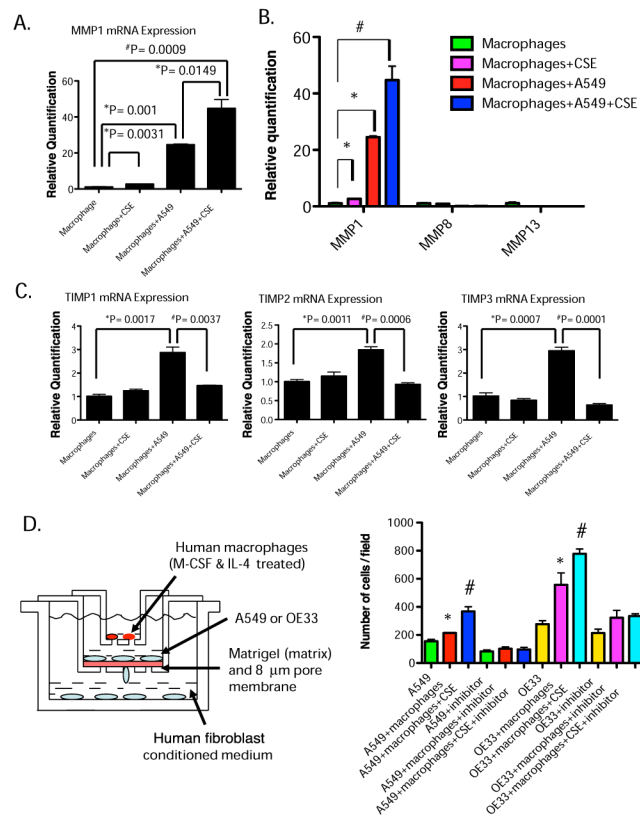 A.
MMP1 mRNA Expression
#P= 0.0009
*P= 0.0149
*P= 0.001
*P= 0.0031
Relative Quantification
60
40
20
0
Macrophage
Macrophage+CSE
Macrophages+A549
Macrophages+A549+CSE
B.
Relative quantification
60
40
20
0
#
*
*
MMP1
MMP8
MMP13
Macrophages
Macrophages+CSE
Macrophages+A549
Macrophages+A549+CSE
C.
TIMP1 mRNA Expression
*P= 0.0017
#P= 0.0037
Relative Quantification
4
3
2
1
0
Macrophages
Macrophages+CSE
Macrophages+A549
Macrophages+A549+CSE
TIMP2 mRNA Expression
*P= 0.0011
#P= 0.0006
Relative Quantification
2.5
2.0
1.5
1.0
0.5
0.0
Macrophages
Macrophages+CSE
Macrophages+A549
Macrophages+A549+CSE
TIMP3 mRNA Expression
*P= 0.0007
#P= 0.0001
Relative Quantification
4
3
2
1
0
Macrophages
Macrophages+CSE
Macrophages+A549
Macrophages+A549+CSE
D.
Human macrophages
(M-CSF & IL-4 treated)
A549 or OE33
Matrigel (matrix)
and 8 μm pore
membrane
Human fibroblast
conditioned medium
Number of cells / field
1000
800
600
400
200
0
*
#
*
#
A549
A549+macrophages
A549+macrophages+CSE
A549+inhibitor
A549+macrophages+inhibitor
A549+macrophages+CSE+inhibitor
OE33
OE33+macrophages
OE33+macrophages+CSE
OE33+inhibitor
OE33+macrophages+inhibitor
OE33+macrophages+CSE+inhibitor